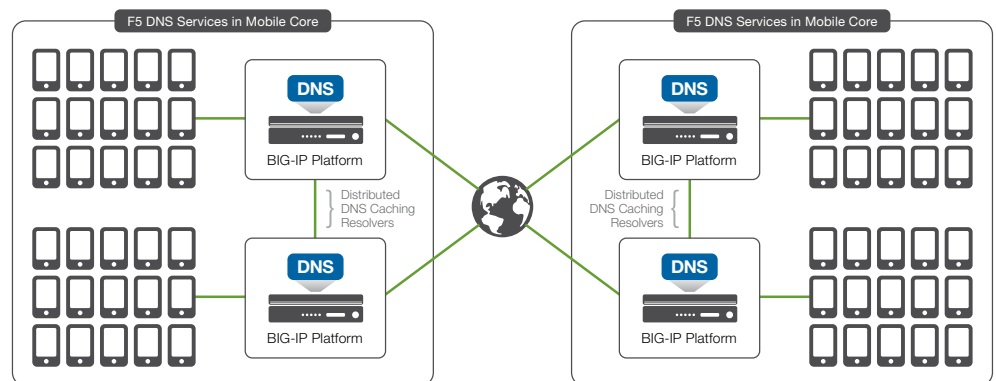 F5 DNS Services in Mobile Core
DNS
BIG-IP Platform
Distributed
DNS Caching
Resolvers
DNS
BIG-IP Platform
F5 DNS Services in Mobile Core
DNS
BIG-IP Platform
Distributed
DNS Caching
Resolvers
DNS
BIG-IP Platform